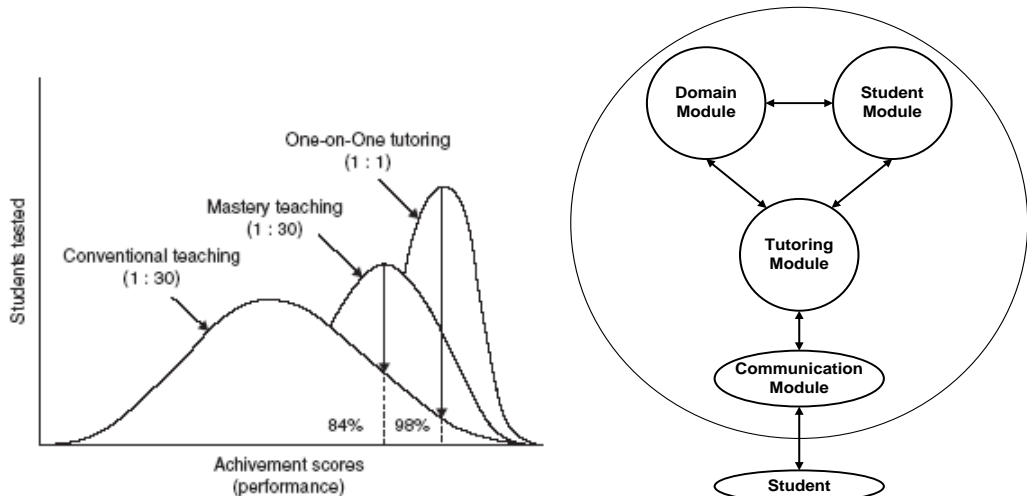 Students tested
One-on-One tutoring
(1 : 1)
Mastery teaching
(1 : 30)
Conventional teaching
(1 : 30)
84%
98%
Achivement scores
(performance)
Domain
Module
Student
Module
Tutoring
Module
Communication
Module
Student